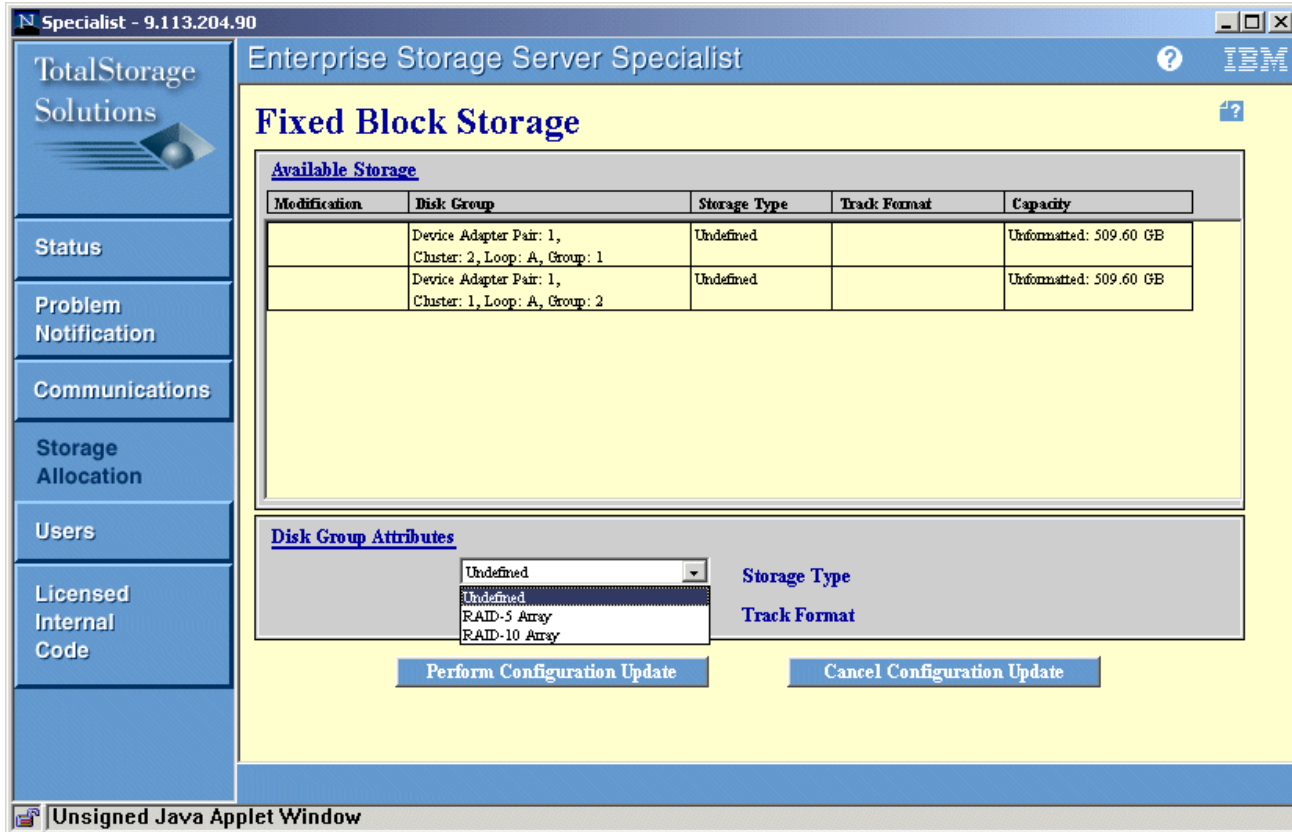 Specialist - 9.113.204.90
TotalStorage
Solutions
Enterprise Storage Server Specialist
?
IBM
Fixed Block Storage
?
Available Storage
Modification Disk Group Storage Type Track Format Capacity
Device Adapter Pair: 1, Undefined Unformatted: 509.60 GB
Cluster: 2, Loop: A, Group: 1
Device Adapter Pair: 1, Undefined Unformatted: 509.60 GB
Cluster: 1, Loop: A, Group: 2
Status
Problem
Notification
Communications
Storage
Allocation
Users
Licensed
Internal
Code
Disk Group Attributes
Undefined
Storage Type
Undefined
RAID-5 Array
RAID-10 Array
Track Format
Perform Configuration Update
Cancel Configuration Update
Unsigned Java Applet Window